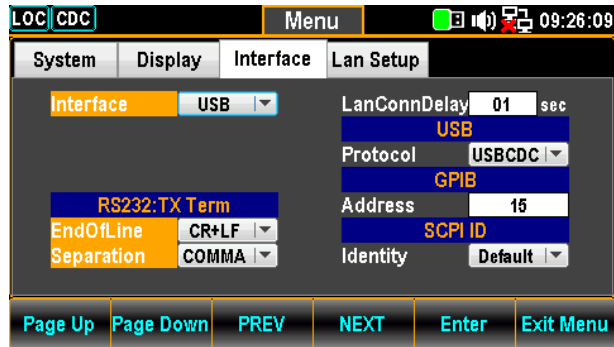 LOC CDC Menu 09:26:09
System Display Interface Lan Setup
Interface USB LanConnDelay 01 sec
USB
Protocol USBCDC
GPIB
RS232:TX Term Address 15
EndOfLine CR+LF SCPI ID
Separation COMMA Identity Default
Page Up Page Down PREV NEXT Enter Exit Menu